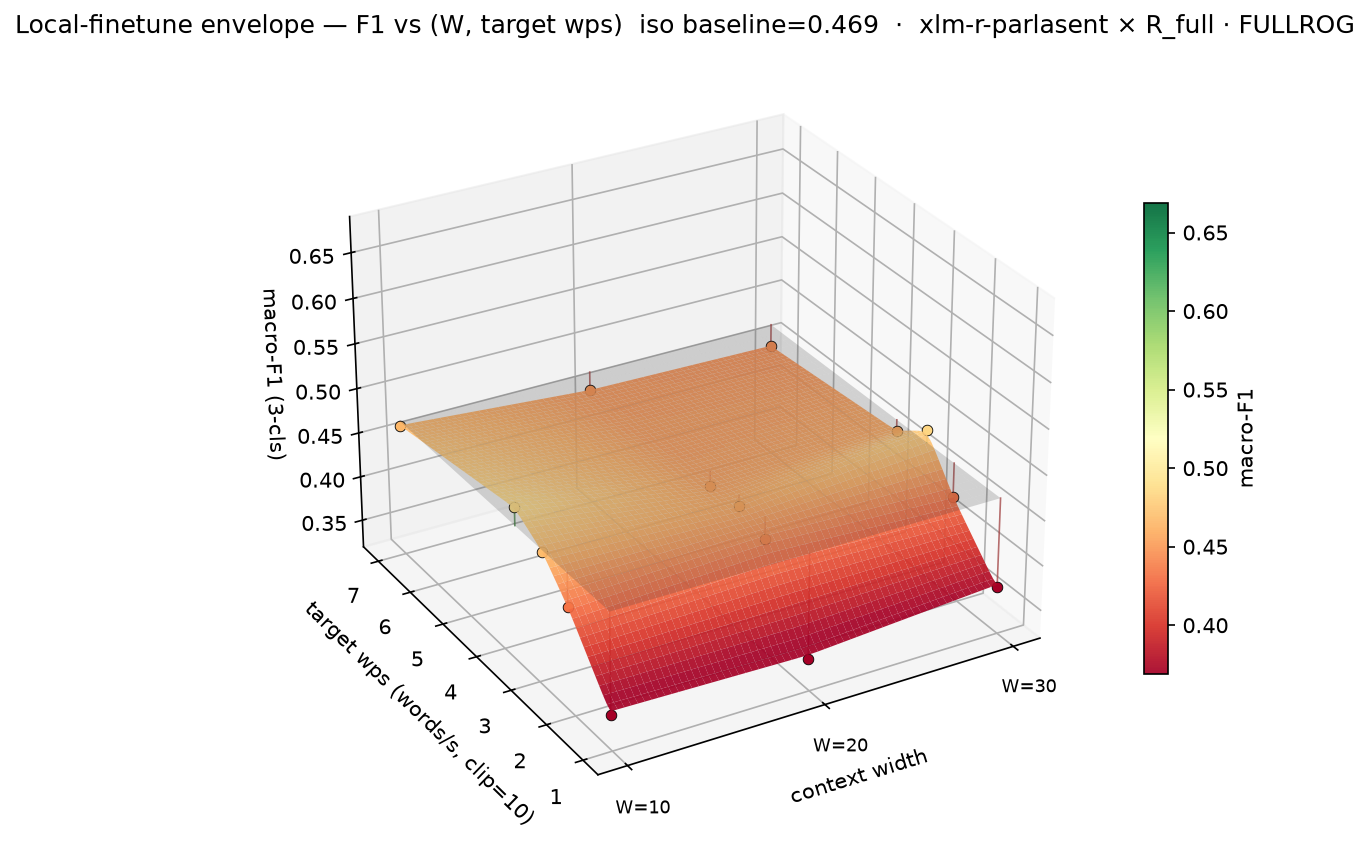 Local-finetune envelope — F1 vs (W, target wps)  iso baseline=0.469  ·  xlm-r-parlasent × R_full · FULLROG
0.65
0.60
0.55
0.50
0.45
0.40
0.35
macro-F1 (3-cls)
7
6
5
4
3
2
1
target wps (words/s, clip=10)
W=10
W=20
W=30
context width
0.65
0.60
0.55
0.50
0.45
0.40
macro-F1